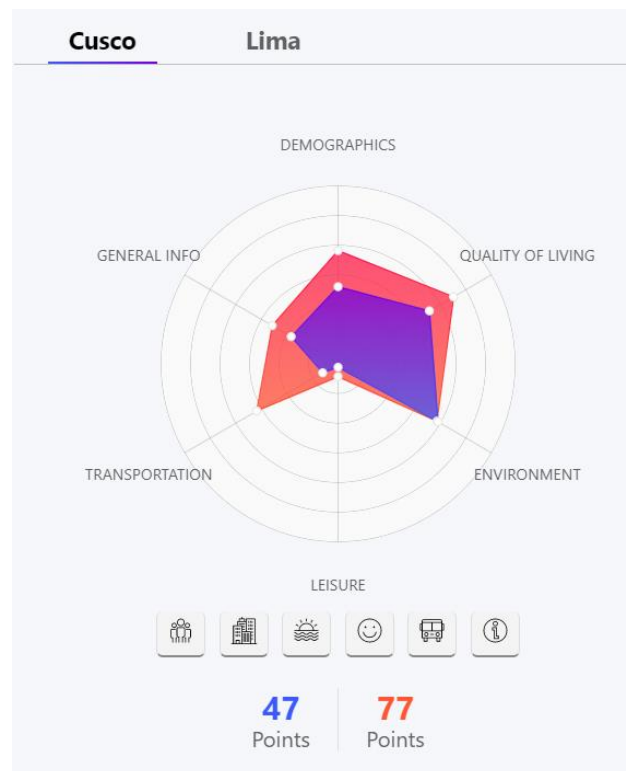 Cusco Lima
DEMOGRAPHICS
GENERAL INFO QUALITY OF LIVING
TRANSPORTATION ENVIRONMENT
LEISURE
47 77
Points Points